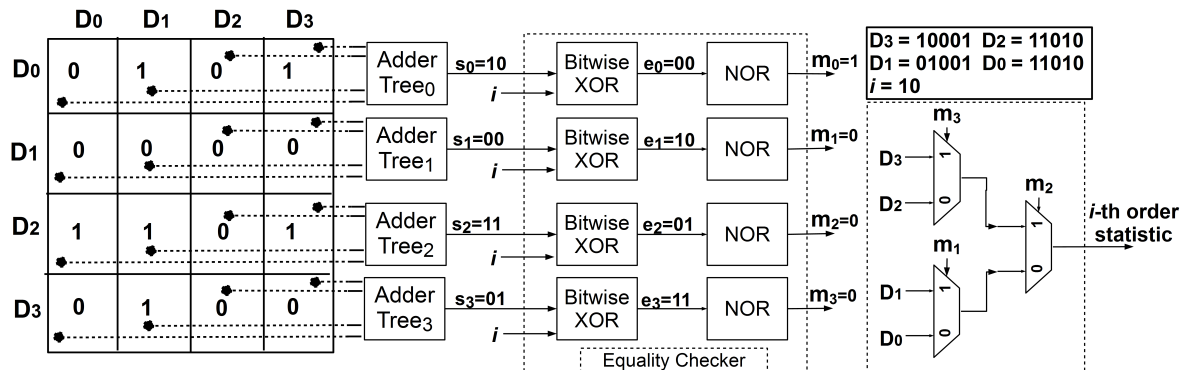 D0 D1 D2 D3
D0 0 1 0 1
Adder Tree0
s0=10
i
Bitwise XOR
e0=00
NOR
m0=1
D1 0 0 0 0
Adder Tree1
s1=00
i
Bitwise XOR
e1=10
NOR
m1=0
D2 1 1 0 1
Adder Tree2
s2=11
i
Bitwise XOR
e2=01
NOR
m2=0
D3 0 1 0 0
Adder Tree3
s3=01
i
Bitwise XOR
e3=11
NOR
m3=0
Equality Checker
D3 = 10001 D2 = 11010
D1 = 01001 D0 = 11010
i = 10
m3
D3 1
D2 0
m2
1
0
m1
D1 1
D0 0
i-th order
statistic